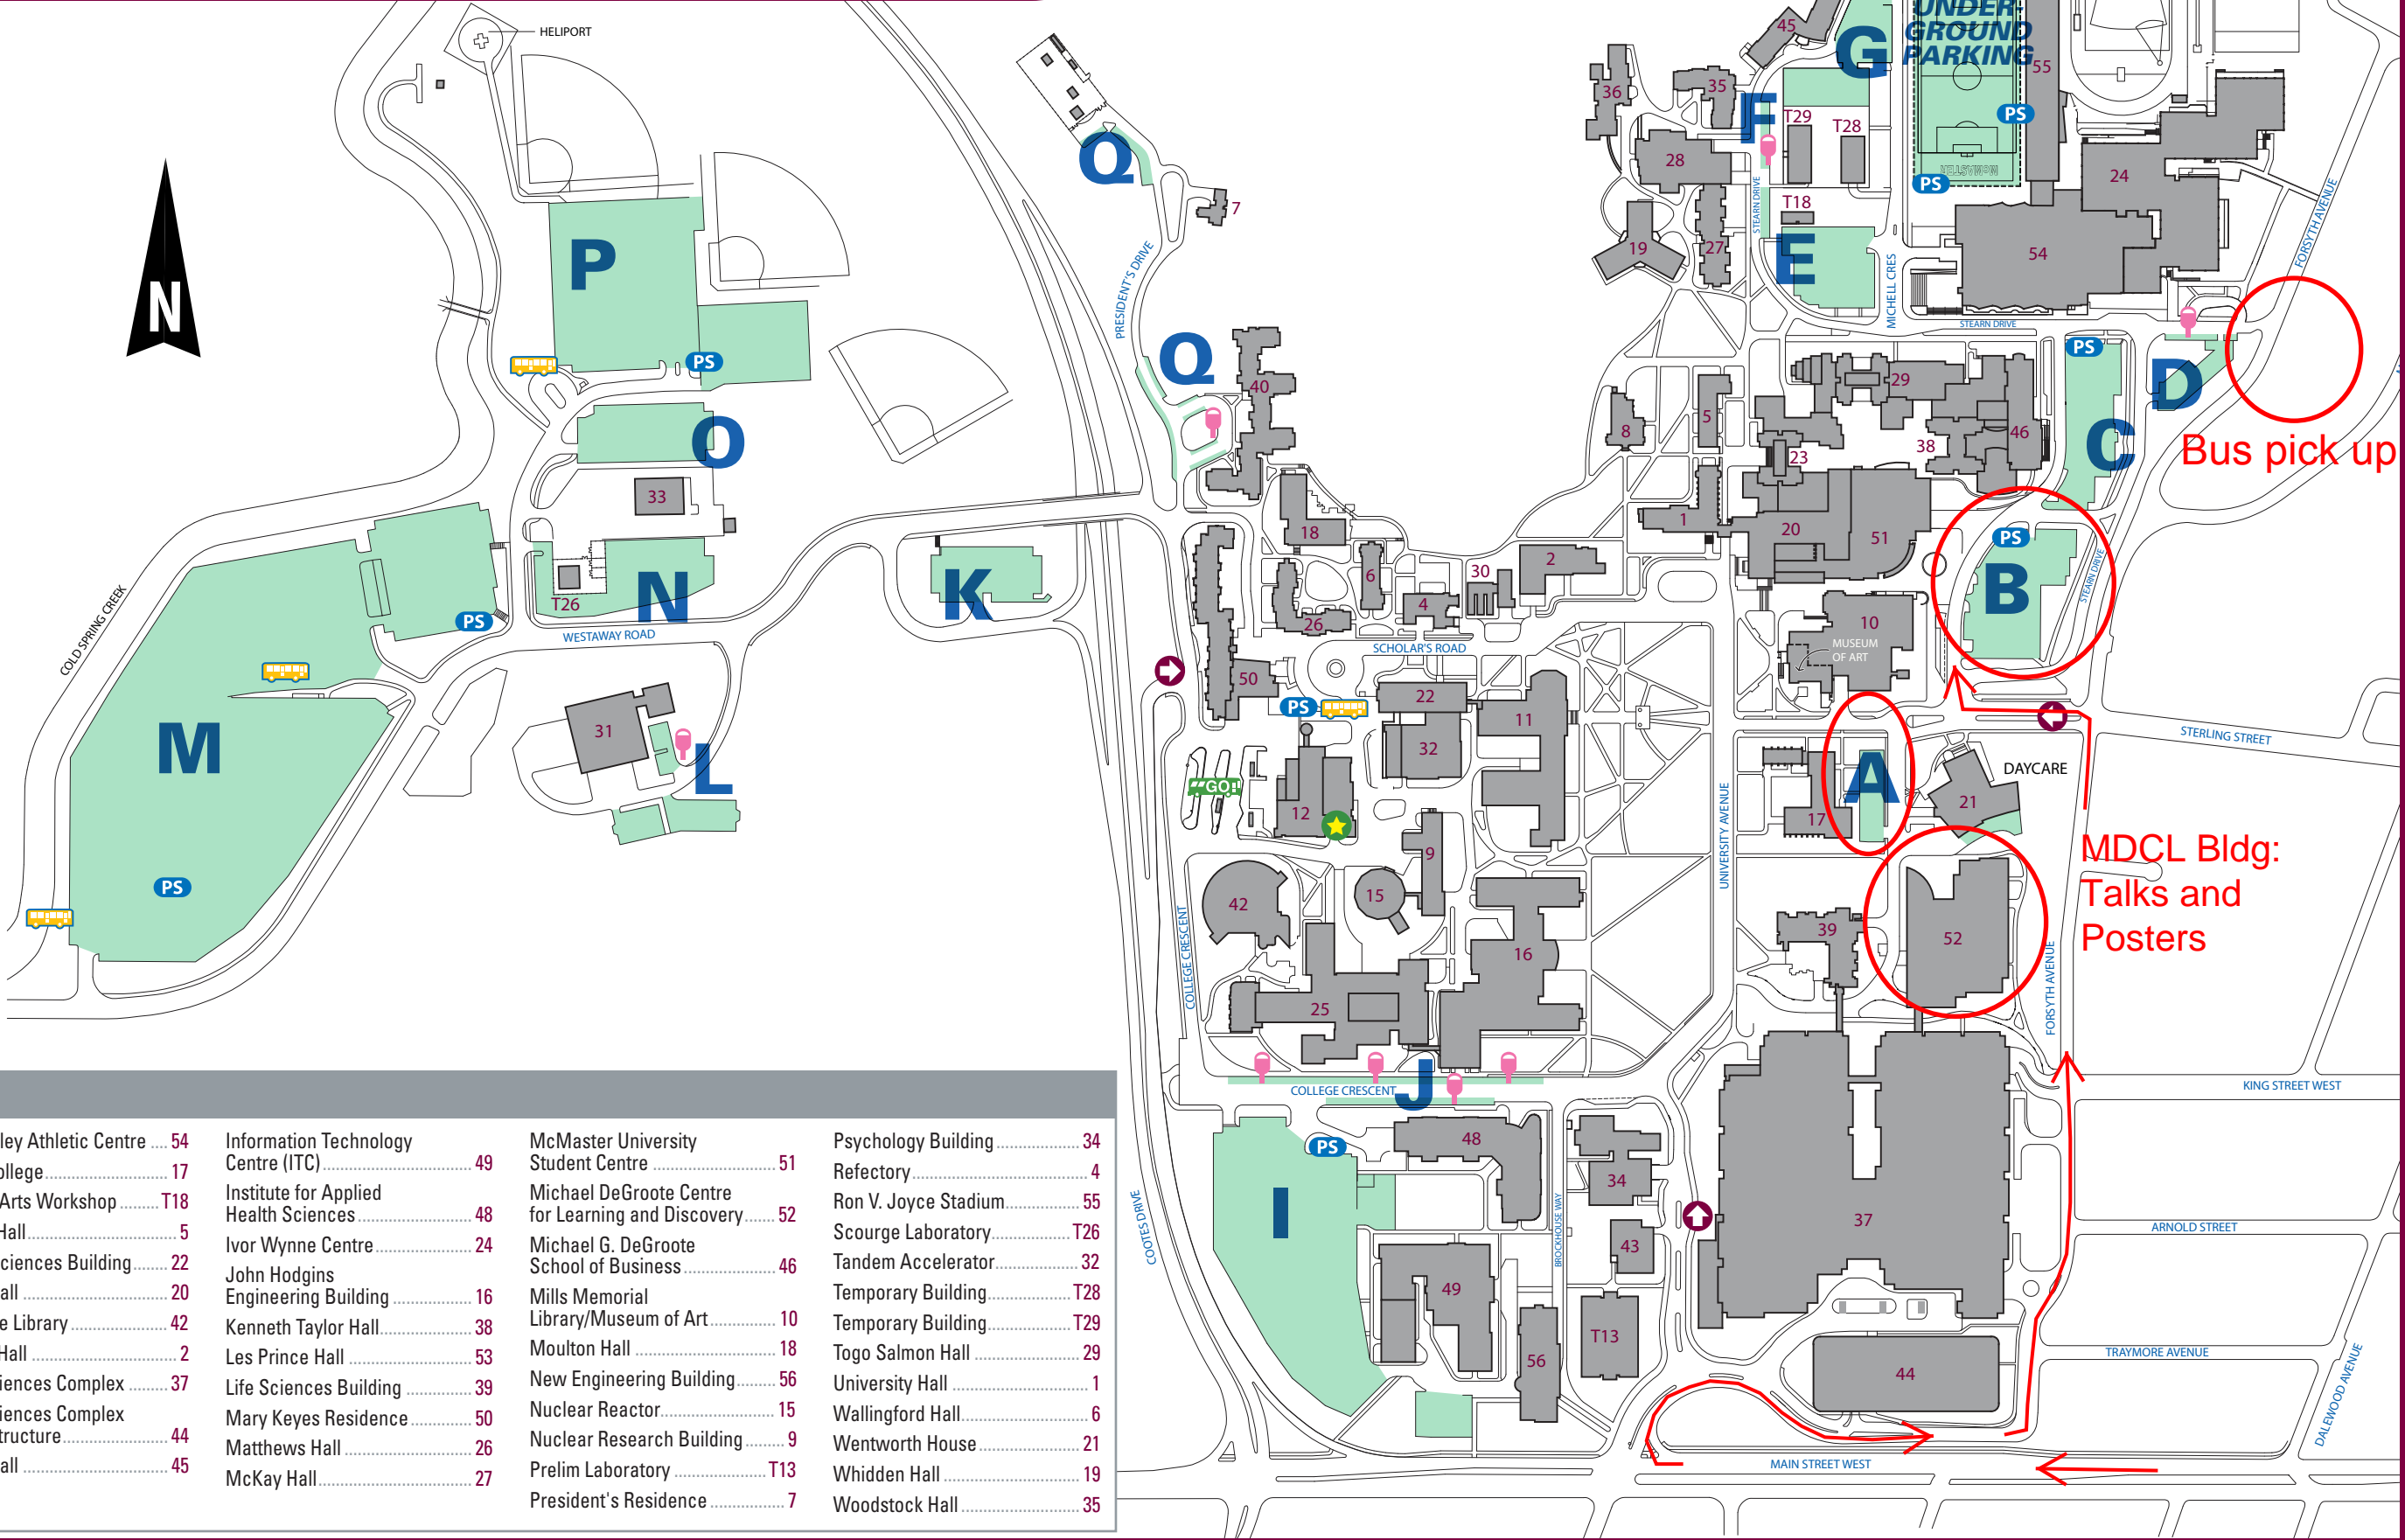 HELIPORT
N
P
PS
O
33
N
T26
WESTAWAY ROAD
COLD SPRING CREEK
PS
M
PS
31
L
K
Q
7
PRESIDENT'S DRIVE
Q
40
18
6
26
4
30
2
SCHOLAR'S ROAD
50
PS
22
11
32
GO
12
9
15
42
16
25
COLLEGE CRESCENT
COLLEGE CRESCENT
J
PS
I
48
34
43
49
56
T13
BROCKHOUSE WAY
COOTES DRIVE
45
G
UNDER-
GROUND
PARKING
55
36
35
F
T29
T28
PS
PS
McMASTER
28
24
T18
STEARN DRIVE
19
27
E
54
MICHELL CRES
STEARN DRIVE
FORSYTH AVENUE
PS
D
29
5
8
C
46
38
23
Bus pick up
1
20
51
PS
B
STEARN DRIVE
10
MUSEUM
OF ART
STERLING STREET
A
DAYCARE
21
17
UNIVERSITY AVENUE
MDCL Bldg:
Talks and
Posters
39
52
FORSYTH AVENUE
KING STREET WEST
37
ARNOLD STREET
TRAYMORE AVENUE
44
DALEWOOD AVENUE
MAIN STREET WEST
ley Athletic Centre .... 54
ollege 17
Arts Workshop T18
Hall 5
ciences Building 22
all 20
e Library 42
Hall 2
iences Complex 37
iences Complex
tructure 44
all 45
Information Technology
Centre (ITC) 49
Institute for Applied
Health Sciences 48
Ivor Wynne Centre 24
John Hodgins
Engineering Building 16
Kenneth Taylor Hall 38
Les Prince Hall 53
Life Sciences Building 39
Mary Keyes Residence 50
Matthews Hall 26
McKay Hall 27
McMaster University
Student Centre 51
Michael DeGroote Centre
for Learning and Discovery 52
Michael G. DeGroote
School of Business 46
Mills Memorial
Library/Museum of Art 10
Moulton Hall 18
New Engineering Building 56
Nuclear Reactor 15
Nuclear Research Building 9
Prelim Laboratory T13
President's Residence 7
Psychology Building 34
Refectory 4
Ron V. Joyce Stadium 55
Scourge Laboratory T26
Tandem Accelerator 32
Temporary Building T28
Temporary Building T29
Togo Salmon Hall 29
University Hall 1
Wallingford Hall 6
Wentworth House 21
Whidden Hall 19
Woodstock Hall 35